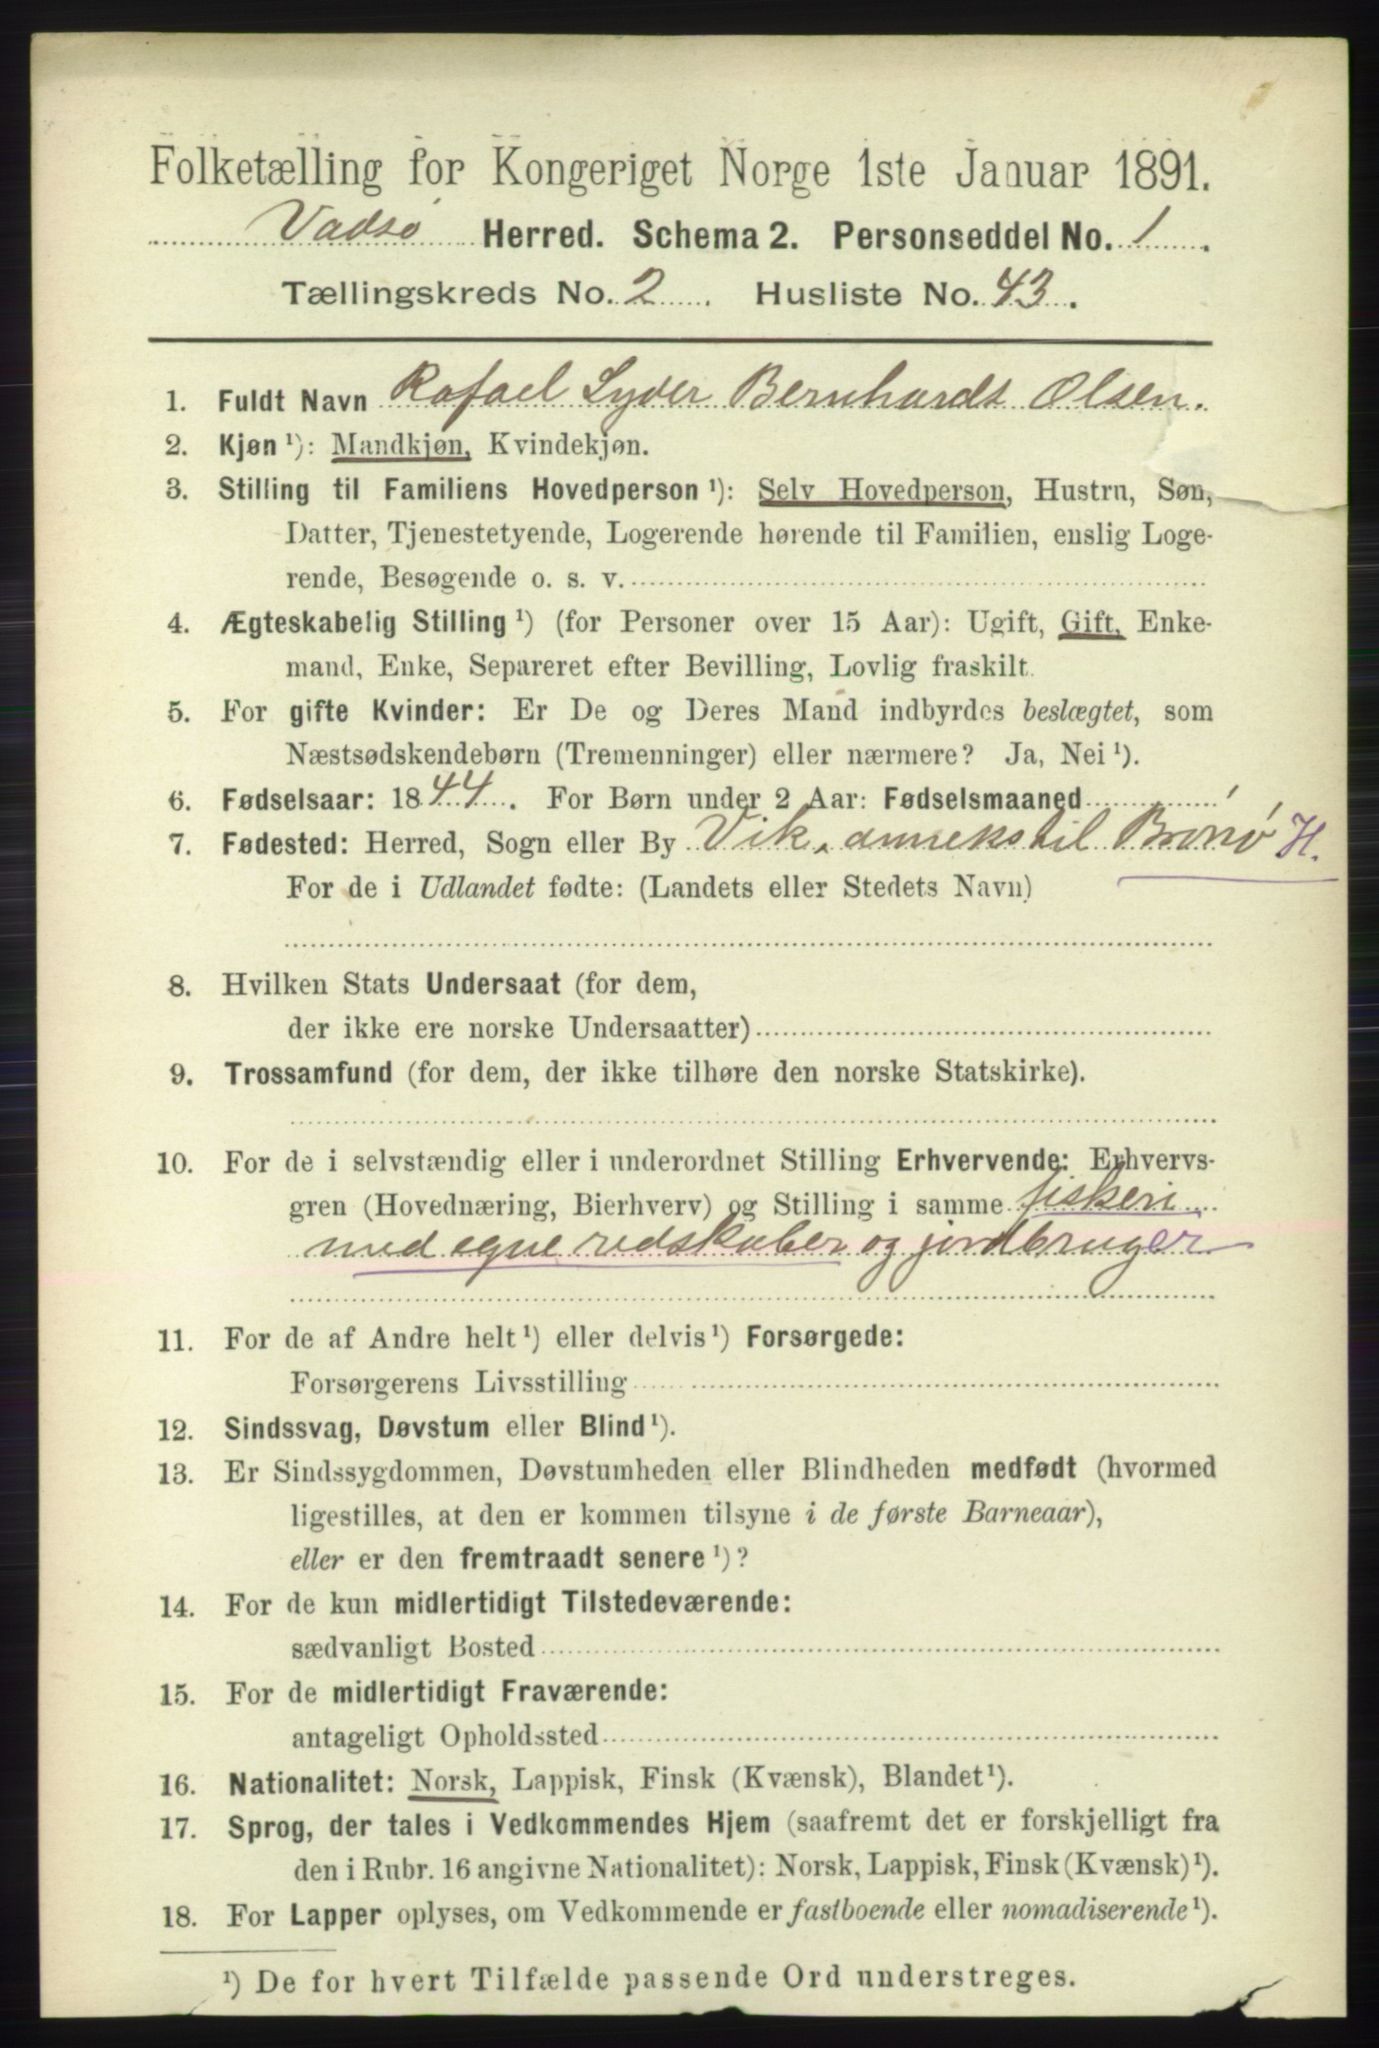 Folketælling for Kongeriget Norge 1ste Januar 1891.
Vadsø Herred. Schema 2. Personseddel No. 1.
Tællingskreds No. 2. Husliste No. 43.
1. Fuldt Navn Rafael Lyder Bernhards Olsen.
2. Kjøn ¹): Mandkjøn, Kvindekjøn.
3. Stilling til Familiens Hovedperson ¹): Selv Hovedperson, Hustru, Søn,
Datter, Tjenestetyende, Logerende hørende til Familien, enslig Loge-
rende, Besøgende o. s. v.
4. Ægteskabelig Stilling ¹) (for Personer over 15 Aar): Ugift, Gift, Enke-
mand, Enke, Separeret efter Bevilling, Lovlig fraskilt.
5. For gifte Kvinder: Er De og Deres Mand indbyrdes beslægtet, som
Næstsødskendebørn (Tremenninger) eller nærmere? Ja, Nei ¹).
6. Fødselsaar: 1844. For Børn under 2 Aar: Fødselsmaaned
7. Fødested: Herred, Sogn eller By Vik, anneks til Brønø H.
For de i Udlandet fødte: (Landets eller Stedets Navn)
8. Hvilken Stats Undersaat (for dem,
der ikke ere norske Undersaatter)
9. Trossamfund (for dem, der ikke tilhøre den norske Statskirke).
10. For de i selvstændig eller i underordnet Stilling Erhvervende: Erhvervs-
gren (Hovednæring, Bierhverv) og Stilling i samme fiskeri
med egne redskaber og jordbruger
11. For de af Andre helt ¹) eller delvis ¹) Forsørgede:
Forsørgerens Livsstilling
12. Sindssvag, Døvstum eller Blind ¹).
13. Er Sindssygdommen, Døvstumheden eller Blindheden medfødt (hvormed
ligestilles, at den er kommen tilsyne i de første Barneaar),
eller er den fremtraadt senere ¹)?
14. For de kun midlertidigt Tilstedeværende:
sædvanligt Bosted
15. For de midlertidigt Fraværende:
antageligt Opholdssted
16. Nationalitet: Norsk, Lappisk, Finsk (Kvænsk), Blandet ¹).
17. Sprog, der tales i Vedkommendes Hjem (saafremt det er forskjelligt fra
den i Rubr. 16 angivne Nationalitet): Norsk, Lappisk, Finsk (Kvænsk) ¹).
18. For Lapper oplyses, om Vedkommende er fastboende eller nomadiserende ¹).
¹) De for hvert Tilfælde passende Ord understreges.